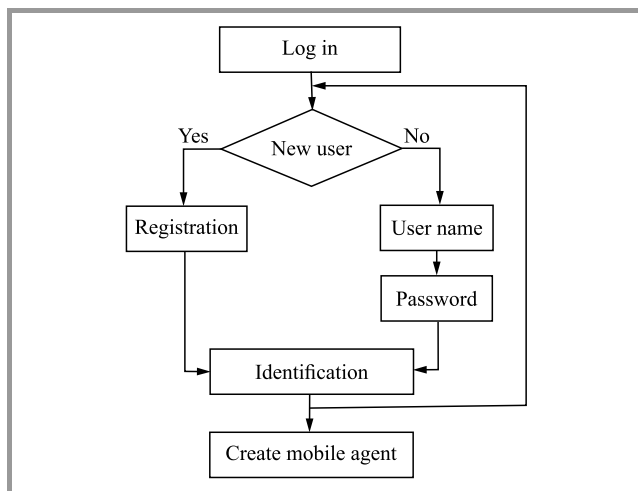 Log in
Yes
New user
No
Registration
User name
Password
Identification
Create mobile agent